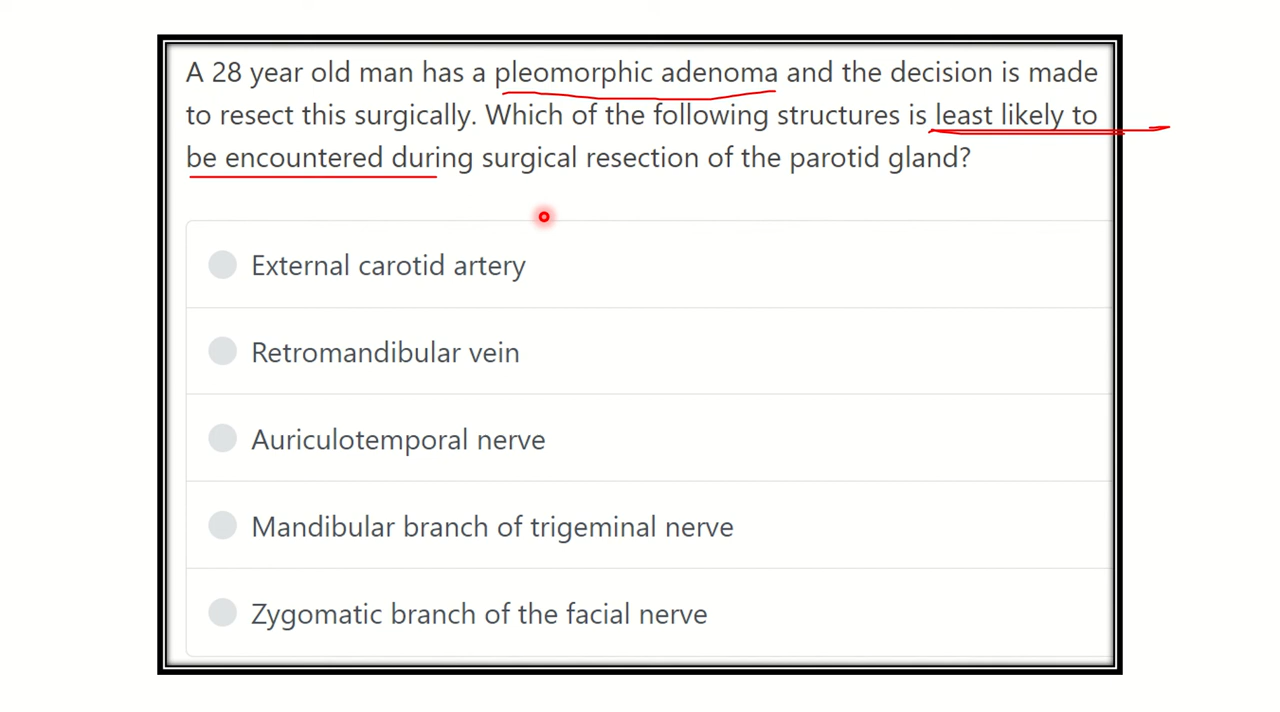 A 28 year old man has a pleomorphic adenoma and the decision is made
to resect this surgically. Which of the following structures is least likely to
be encountered during surgical resection of the parotid gland?
External carotid artery
Retromandibular vein
Auriculotemporal nerve
Mandibular branch of trigeminal nerve
Zygomatic branch of the facial nerve